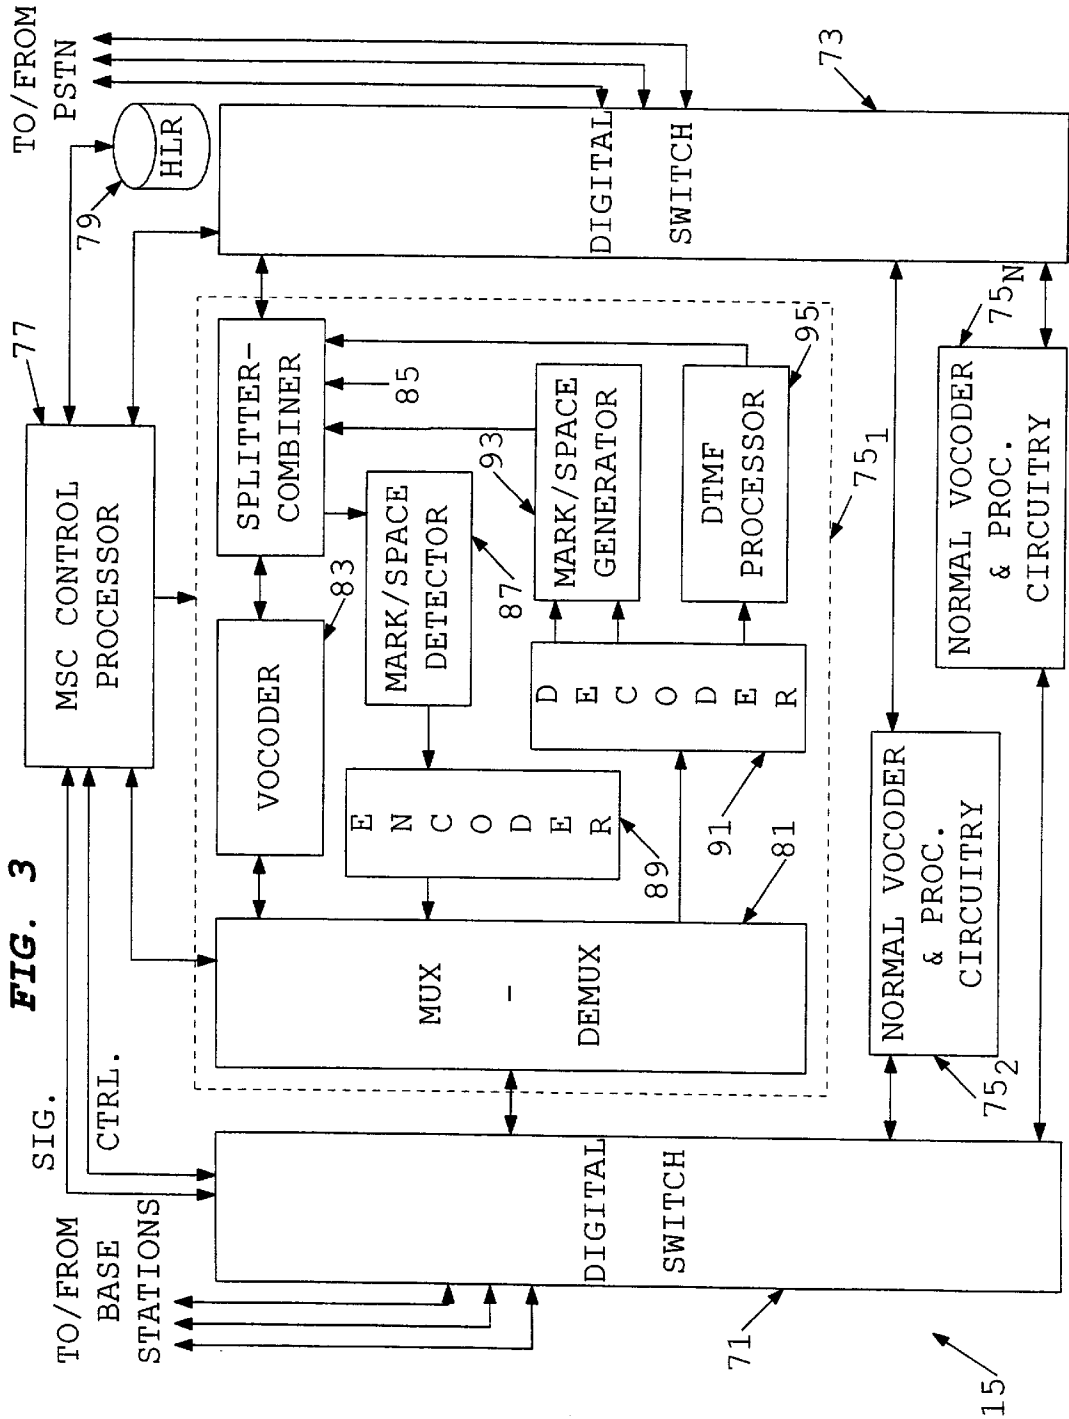 FIG. 3
TO/FROM
BASE
STATIONS
SIG.
CTRL.
77
MSC CONTROL
PROCESSOR
79
HLR
TO/FROM
PSTN
71
DIGITAL
SWITCH
MUX
-
DEMUX
81
VOCODER
83
SPLITTER-
COMBINER
85
MARK/SPACE
DETECTOR
87
ENCODER
89
DECODER
91
MARK/SPACE
GENERATOR
93
DTMF
PROCESSOR
95
75₁
DIGITAL
SWITCH
73
NORMAL VOCODER
& PROC.
CIRCUITRY
75₂
NORMAL VOCODER
& PROC.
CIRCUITRY
75N
15